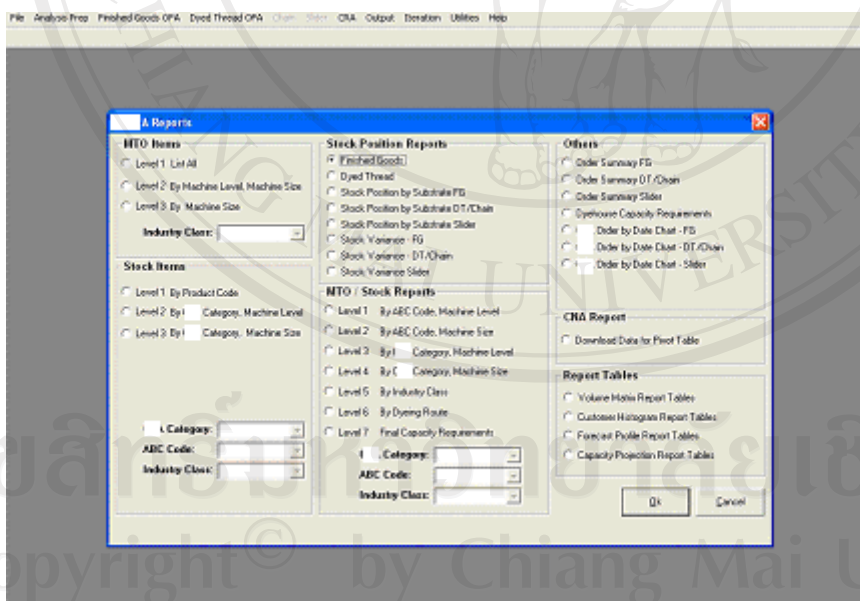 File Analysis Prep Finished Goods OPA Dyed Thread OPA Chain Slider CNA Output Iteration Utilities Help
A Reports
MTO Items
Level 1 List All
Level 2 By Machine Level, Machine Size
Level 3 By Machine Size
Industry Class:
Stock Items
Level 1 By Product Code
Level 2 By Category, Machine Level
Level 3 By Category, Machine Size
Category:
ABC Code:
Industry Class:
Stock Position Reports
Finished Goods
Dyed Thread
Stock Position by Substrate FG
Stock Position by Substrate DT/Chain
Stock Position by Substrate Slider
Stock Variance - FG
Stock Variance - DT/Chain
Stock Variance Slider
MTO / Stock Reports
Level 1 By ABC Code, Machine Level
Level 2 By ABC Code, Machine Size
Level 3 By Category, Machine Level
Level 4 By Category, Machine Size
Level 5 By Industry Class
Level 6 By Dyeing Route
Level 7 Final Capacity Requirements
Category:
ABC Code:
Industry Class:
Others
Order Summary FG
Order Summary DT/Chain
Order Summary Slider
Dyehouse Capacity Requirements
Order by Date Chart - FG
Order by Date Chart - DT/Chain
Order by Date Chart - Slider
CNA Report
Download Data for Pivot Table
Report Tables
Volume Matrix Report Tables
Customer Histogram Report Tables
Forecast Profile Report Tables
Capacity Projection Report Tables
Ok Cancel
CHIANG MAI UNIVERSITY
by Chiang Mai